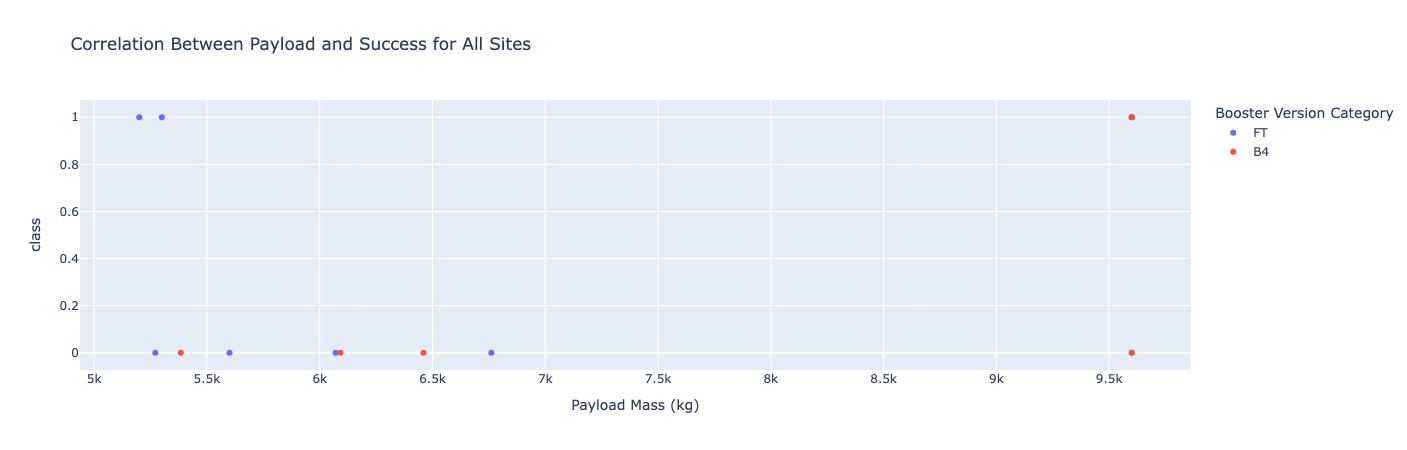 Correlation Between Payload and Success for All Sites
Booster Version Category
FT
B4
class
1
0.8
0.6
0.4
0.2
0
5k 5.5k 6k 6.5k 7k 7.5k 8k 8.5k 9k 9.5k
Payload Mass (kg)